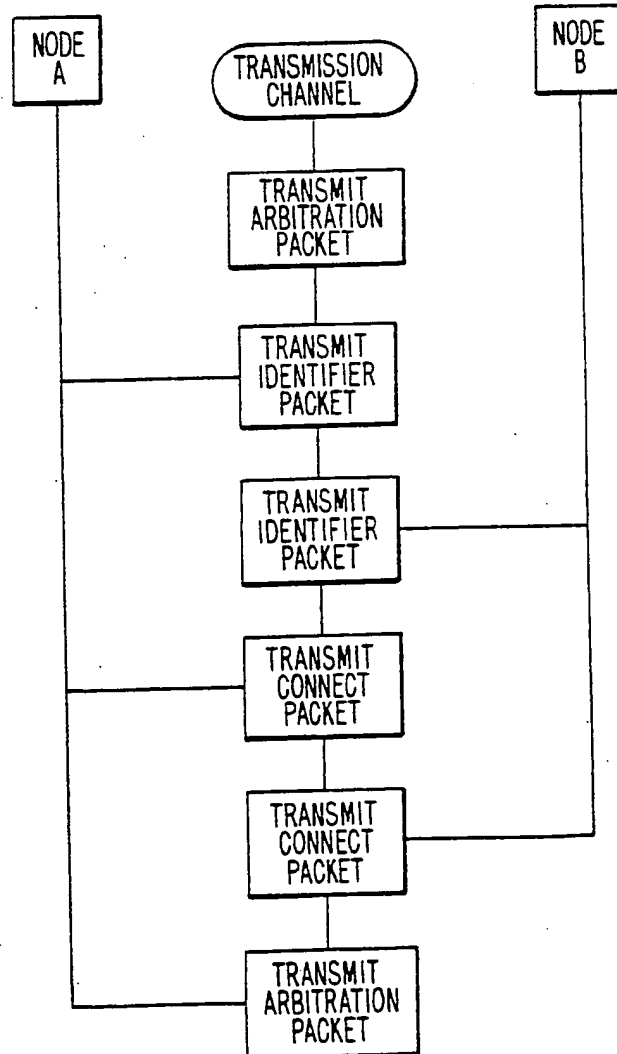 NODE
A
TRANSMISSION
CHANNEL
NODE
B
TRANSMIT
ARBITRATION
PACKET
TRANSMIT
IDENTIFIER
PACKET
TRANSMIT
IDENTIFIER
PACKET
TRANSMIT
CONNECT
PACKET
TRANSMIT
CONNECT
PACKET
TRANSMIT
ARBITRATION
PACKET